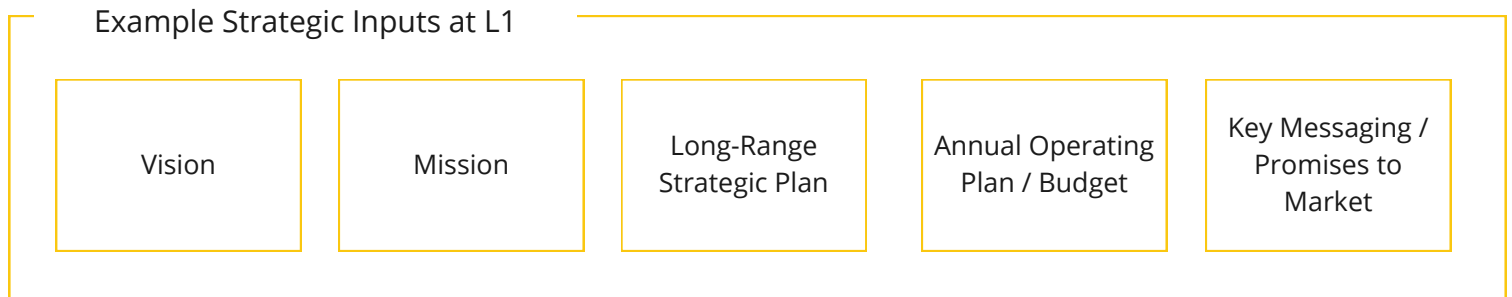 Example Strategic Inputs at L1
Vision
Mission
Long-Range
Strategic Plan
Annual Operating
Plan / Budget
Key Messaging /
Promises to
Market